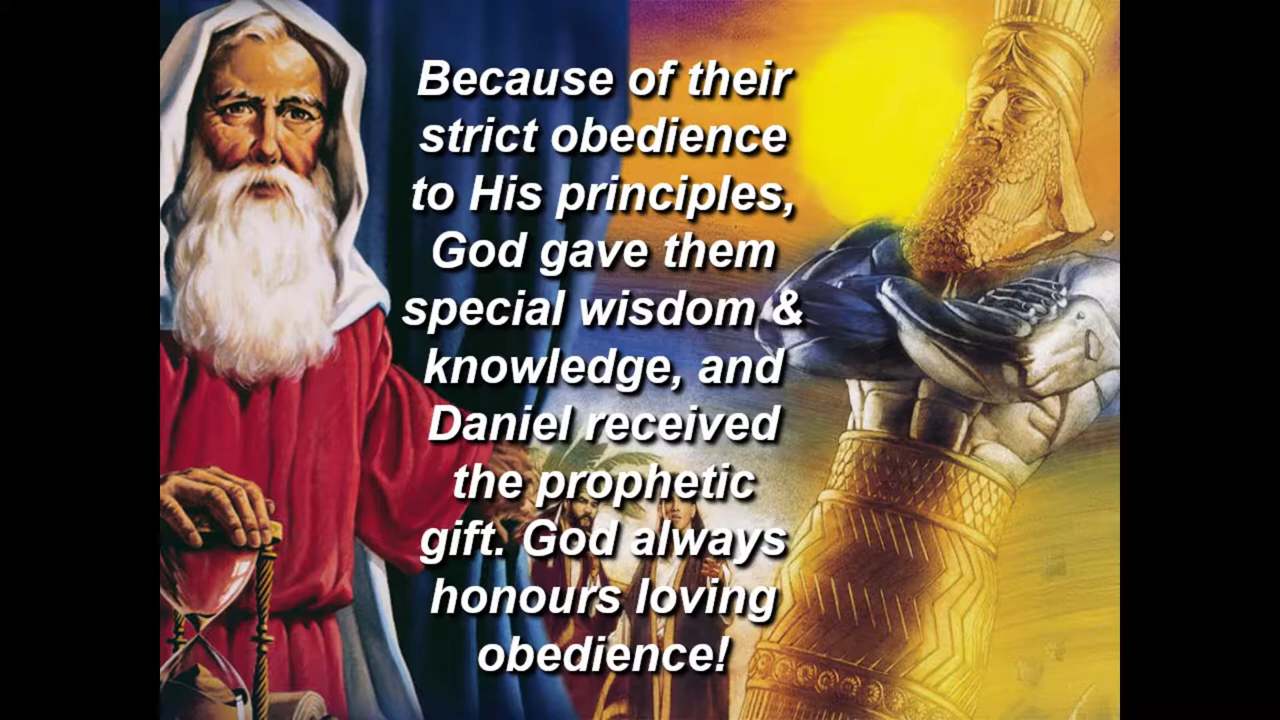 Because of their
strict obedience
to His principles,
God gave them
special wisdom &
knowledge, and
Daniel received
the prophetic
gift. God always
honours loving
obedience!